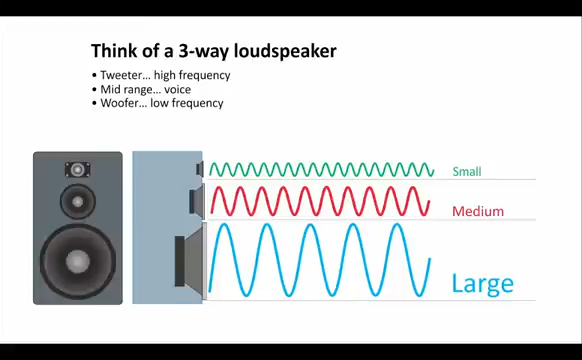 Think of a 3-way loudspeaker
• Tweeter... high frequency
• Mid range... voice
• Woofer... low frequency
Small
Medium
Large